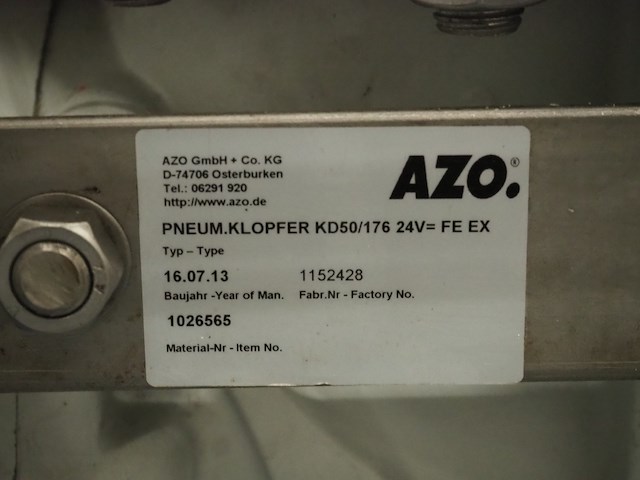 AZO GmbH + Co. KG
D-74706 Osterburken
Tel.: 06291 920
http://www.azo.de
AZO.®
PNEUM.KLOPFER KD50/176 24V= FE EX
Typ – Type
16.07.13 1152428
Baujahr -Year of Man. Fabr.Nr - Factory No.
1026565
Material-Nr - Item No.